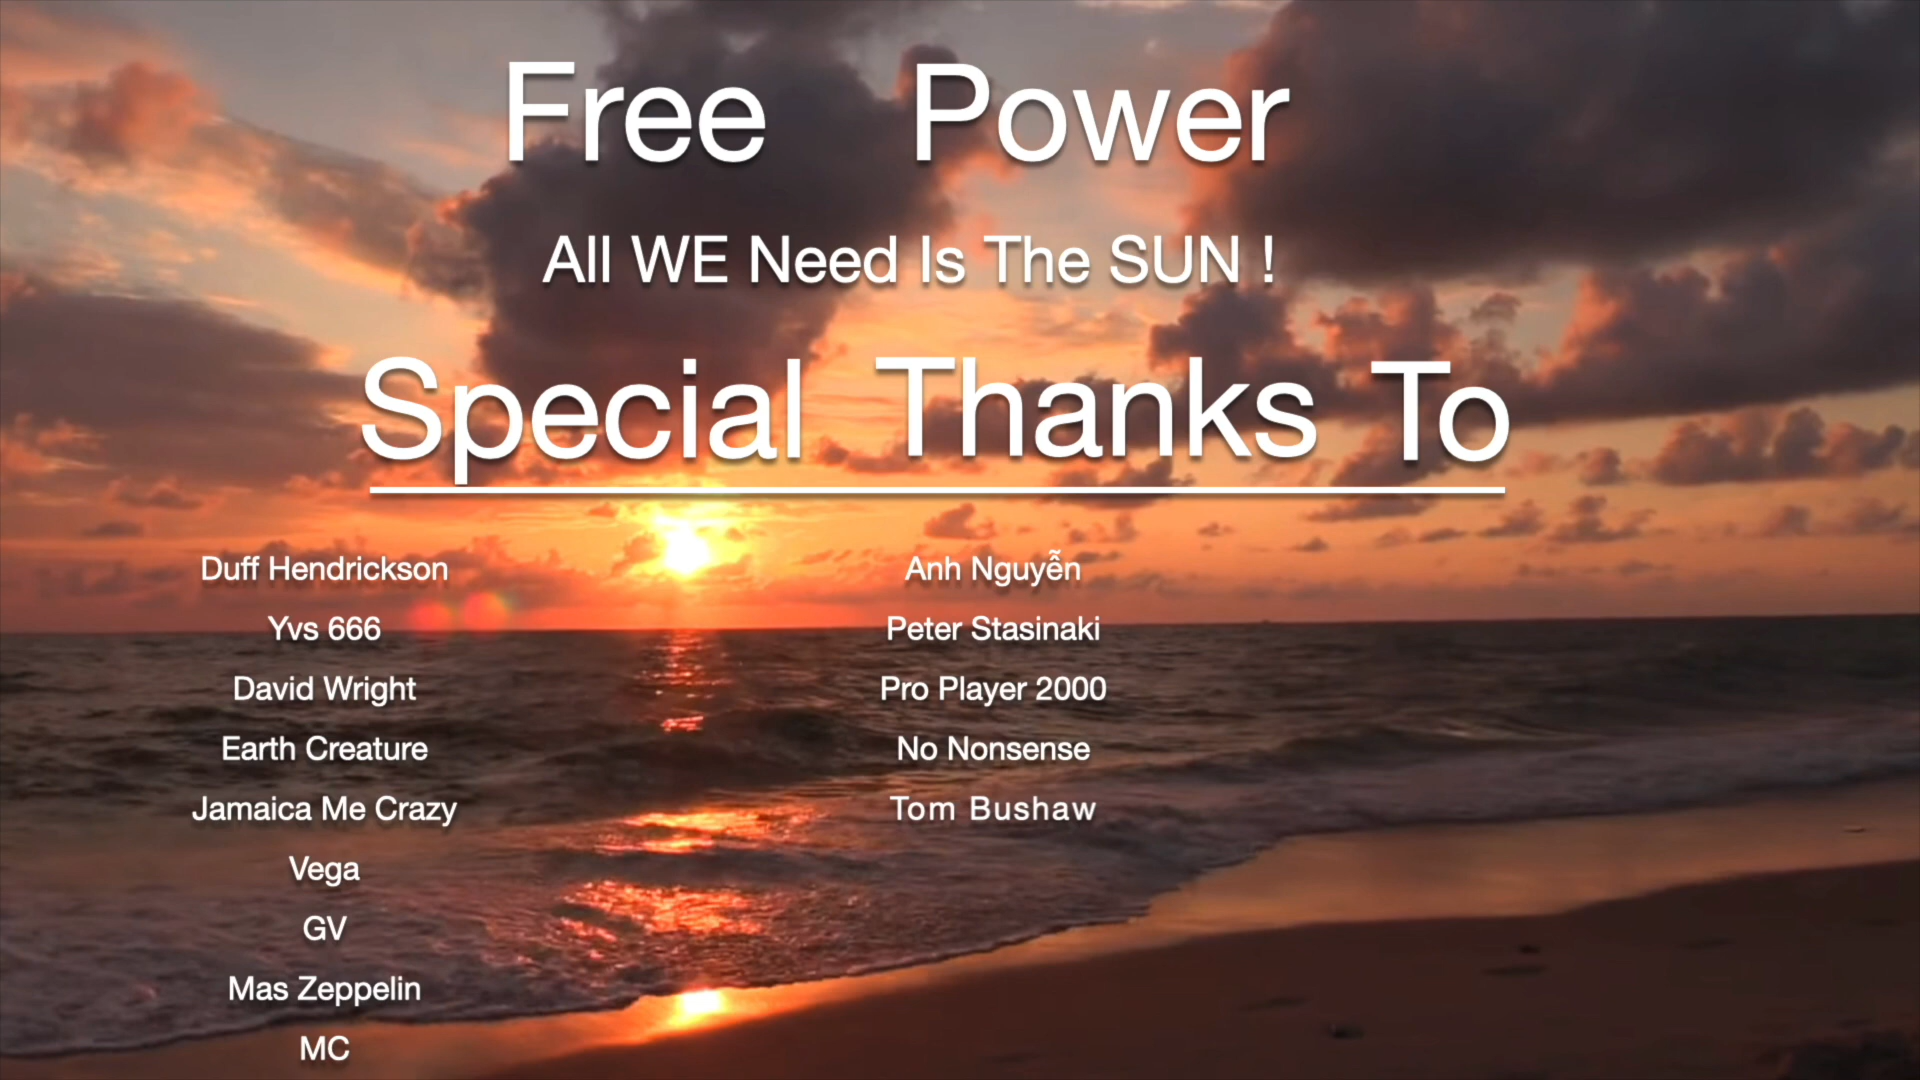 Free Power
All WE Need Is The SUN !
Special Thanks To
Duff Hendrickson
Yvs 666
David Wright
Earth Creature
Jamaica Me Crazy
Vega
GV
Mas Zeppelin
MC
Anh Nguyễn
Peter Stasinaki
Pro Player 2000
No Nonsense
Tom Bushaw